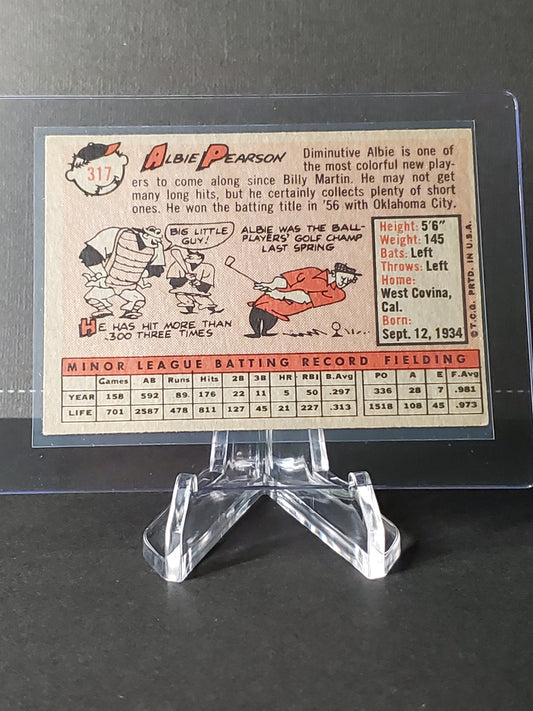 317
ALBIE PEARSON
Diminutive Albie is one of
the most colorful new play-
ers to come along since Billy Martin. He may not get
many long hits, but he certainly collects plenty of short
ones. He won the batting title in '56 with Oklahoma City.
BIG LITTLE
GUY!
HE HAS HIT MORE THAN
.300 THREE TIMES
ALBIE WAS THE BALL-
PLAYERS' GOLF CHAMP
LAST SPRING
Height: 5'6"
Weight: 145
Bats: Left
Throws: Left
Home:
West Covina,
Cal.
Born:
Sept. 12, 1934
© T.C.G. PRTD. IN U.S.A.
MINOR LEAGUE BATTING RECORD FIELDING
Games AB Runs Hits 2B 3B HR RBI B.Avg PO A E F.Avg
YEAR 158 592 89 176 22 11 5 50 .297 336 28 7 .981
LIFE 701 2587 478 811 127 45 21 227 .313 1518 108 45 .973